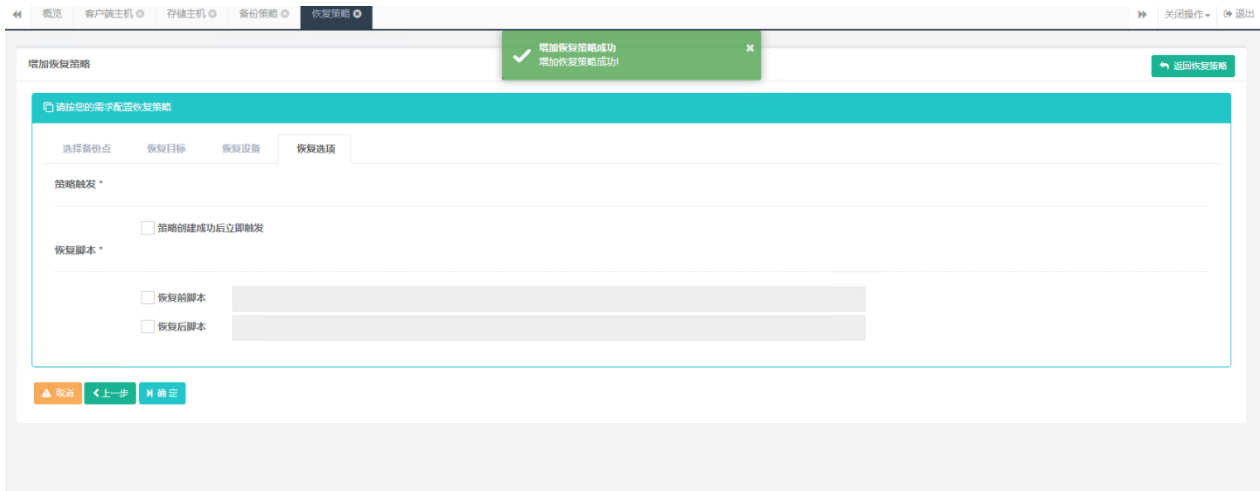 概览 客户端主机 存储主机 备份策略 恢复策略 关闭操作 退出
增加恢复策略成功
增加恢复策略成功!
增加恢复策略
返回恢复策略
请按您的需求配置恢复策略
选择备份点 恢复目标 恢复设备 恢复选项
策略触发 *
策略创建成功后立即触发
恢复脚本 *
恢复前脚本
恢复后脚本
取消 上一步 确定